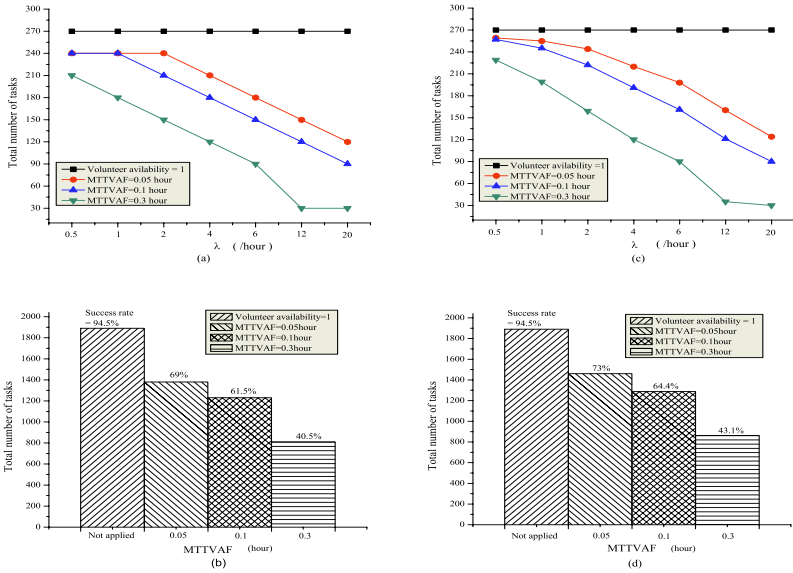 270
240
210
180
150
120
90
60
30
Total number of tasks
Volunteer avilability = 1
MTTVAF=0.05 hour
MTTVAF=0.1 hour
MTTVAF=0.3 hour
0.5 1 2 4 6 12 20
λ ( /hour )
(a)
300
270
240
210
180
150
120
90
60
30
Total number of tasks
Volunteer availability =1
MTTVAF=0.05 hour
MTTVAF=0.1 hour
MTTVAF=0.3 hour
0.5 1 2 4 6 12 20
λ ( /hour )
(c)
2000
1800
1600
1400
1200
1000
800
600
400
200
0
Total number of tasks
Success rate
= 94.5%
69%
61.5%
40.5%
Volunteer availability=1
MTTVAF=0.05hour
MTTVAF=0.1hour
MTTVAF=0.3hour
Not applied 0.05 0.1 0.3
MTTVAF (hour)
(b)
2000
1800
1600
1400
1200
1000
800
600
400
200
0
Total number of tasks
Success rate
= 94.5%
73%
64.4%
43.1%
Volunteer availability = 1
MTTVAF=0.05hour
MTTVAF=0.1hour
MTTVAF=0.3hour
Not applied 0.05 0.1 0.3
MTTVAF (hour)
(d)